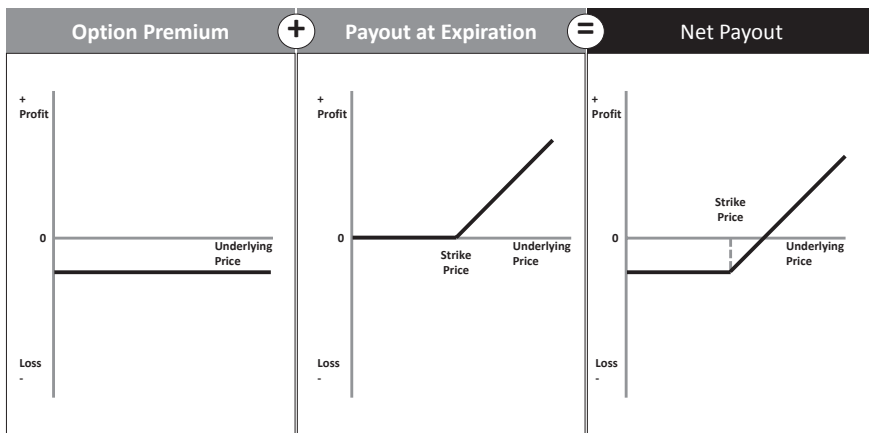 Option Premium
+
Payout at Expiration
=
Net Payout
+
Profit
0
Underlying
Price
Loss
-
+
Profit
0
Strike
Price
Underlying
Price
Loss
-
+
Profit
Strike
Price
0
Underlying
Price
Loss
-